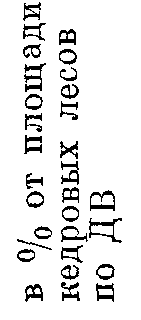 в % от площади
кедровых лесов
по ДВ